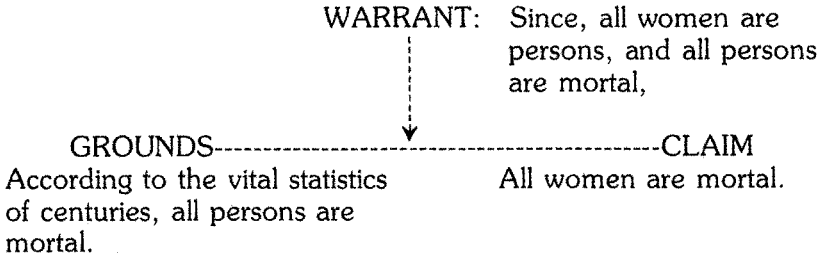 WARRANT: Since, all women are
persons, and all persons
are mortal,
GROUNDS-----------------------------------------------CLAIM
According to the vital statistics
of centuries, all persons are
mortal.
All women are mortal.